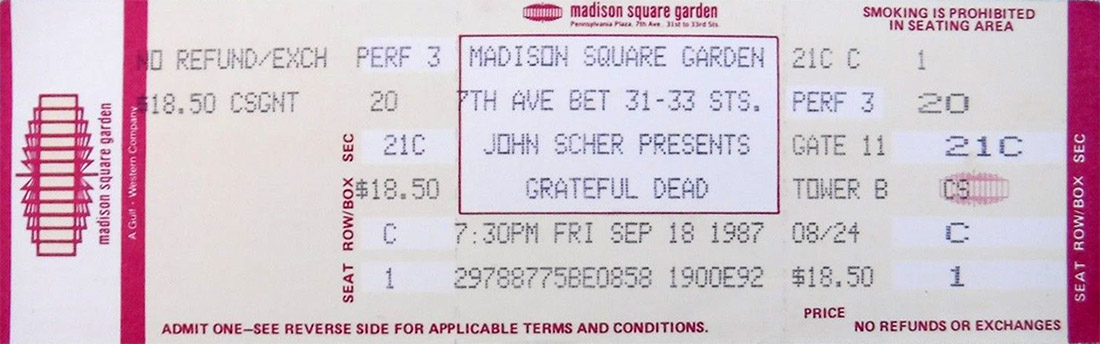 madison square garden
Pennsylvania Plaza, 7th Ave. 31st to 33rd Sts.
SMOKING IS PROHIBITED
IN SEATING AREA
madison square garden
A Gulf + Western Company
NO REFUND/EXCH PERF 3 MADISON SQUARE GARDEN 21C C 1
$18.50 CSGNT 20 7TH AVE BET 31-33 STS. PERF 3 20
SEC 21C JOHN SCHER PRESENTS GATE 11 21C SEC
ROW/BOX $18.50 GRATEFUL DEAD TOWER B CS ROW/BOX
C 7:30PM FRI SEP 18 1987 08/24 C
SEAT 1 29788775BE0858 1900E92 $18.50 1 SEAT
PRICE
ADMIT ONE—SEE REVERSE SIDE FOR APPLICABLE TERMS AND CONDITIONS. NO REFUNDS OR EXCHANGES